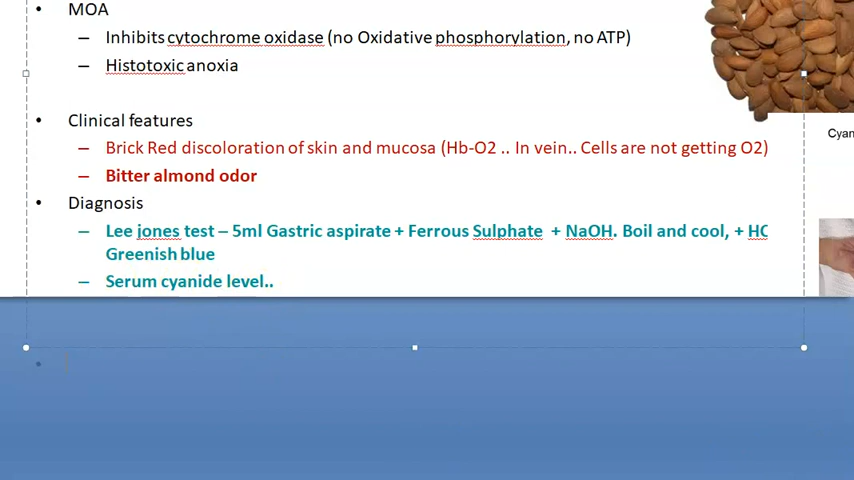 • MOA
– Inhibits cytochrome oxidase (no Oxidative phosphorylation, no ATP)
– Histotoxic anoxia
• Clinical features
– Brick Red discoloration of skin and mucosa (Hb-O2 .. In vein.. Cells are not getting O2)
– Bitter almond odor
• Diagnosis
– Lee jones test – 5ml Gastric aspirate + Ferrous Sulphate + NaOH. Boil and cool, +
Greenish blue
– Serum cyanide level..